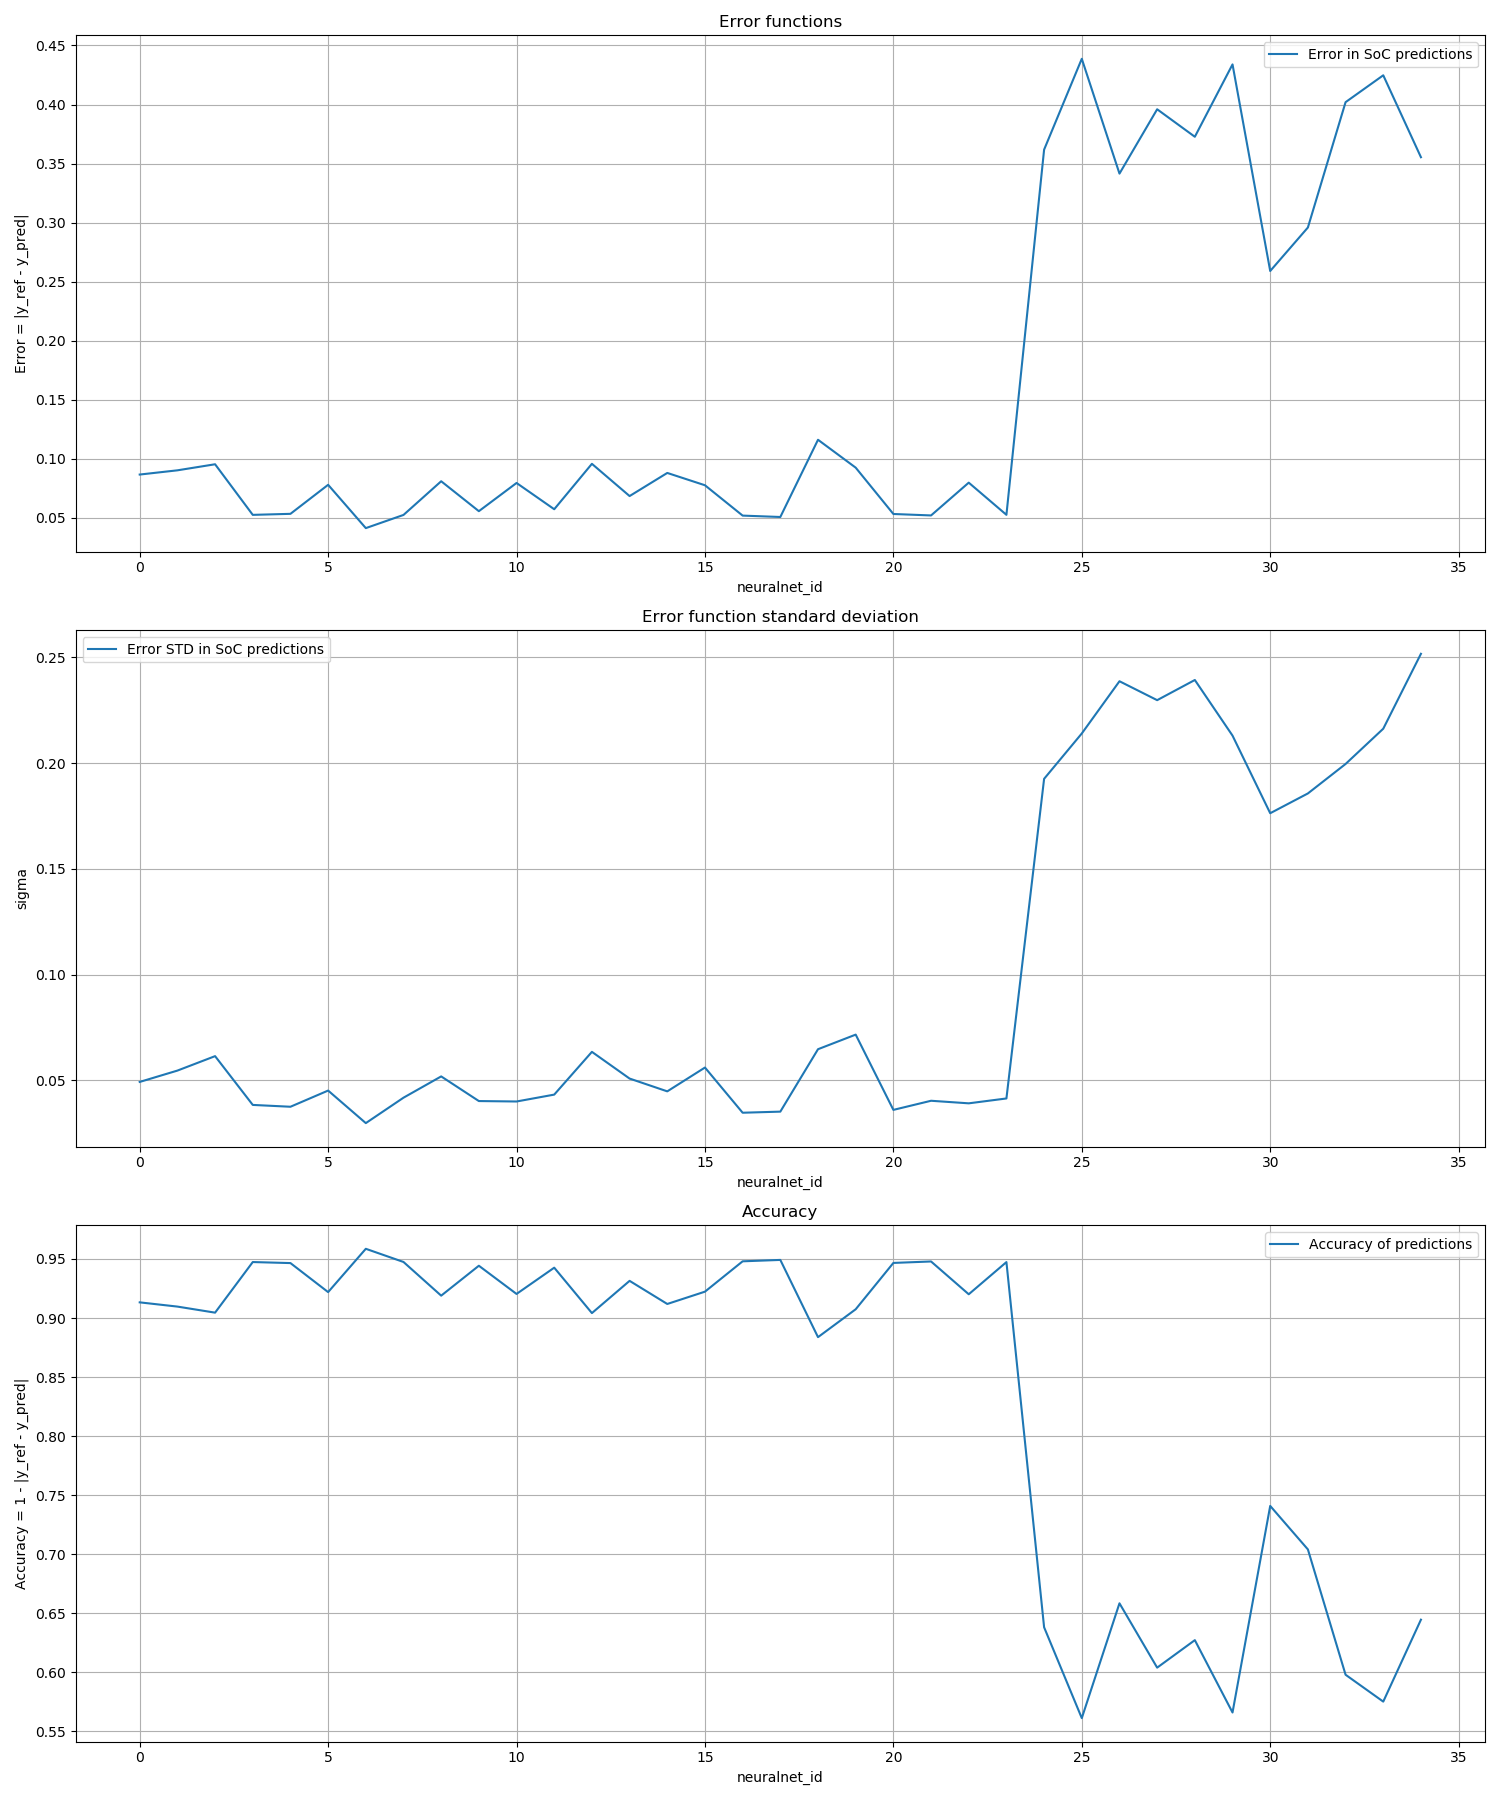 Error functions
Error in SoC predictions
0.45
0.40
0.35
0.30
0.25
0.20
0.15
0.10
0.05
Error = |y_ref - y_pred|
0 5 10 15 20 25 30 35
neuralnet_id
Error function standard deviation
Error STD in SoC predictions
0.25
0.20
0.15
0.10
0.05
sigma
0 5 10 15 20 25 30 35
neuralnet_id
Accuracy
Accuracy of predictions
0.95
0.90
0.85
0.80
0.75
0.70
0.65
0.60
0.55
Accuracy = 1 - |y_ref - y_pred|
0 5 10 15 20 25 30 35
neuralnet_id